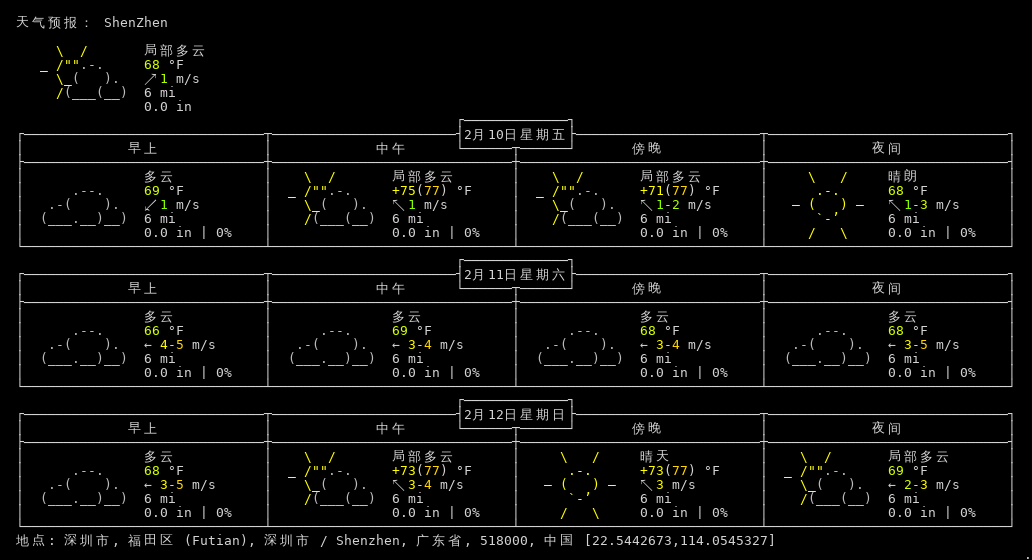 天气预报： ShenZhen
局部多云
68 °F
↗1 m/s
6 mi
0.0 in
2月10日星期五
早上 中午 傍晚 夜间
多云 局部多云 局部多云 晴朗
69 °F +75(77) °F +71(77) °F 68 °F
↙1 m/s ↖1 m/s ↖1-2 m/s ↖1-3 m/s
6 mi 6 mi 6 mi 6 mi
0.0 in | 0% 0.0 in | 0% 0.0 in | 0% 0.0 in | 0%
2月11日星期六
早上 中午 傍晚 夜间
多云 多云 多云 多云
66 °F 69 °F 68 °F 68 °F
← 4-5 m/s ← 3-4 m/s ← 3-4 m/s ← 3-5 m/s
6 mi 6 mi 6 mi 6 mi
0.0 in | 0% 0.0 in | 0% 0.0 in | 0% 0.0 in | 0%
2月12日星期日
早上 中午 傍晚 夜间
多云 局部多云 晴天 局部多云
68 °F +73(77) °F +73(77) °F 69 °F
← 3-5 m/s ↖3-4 m/s ↖3 m/s ← 2-3 m/s
6 mi 6 mi 6 mi 6 mi
0.0 in | 0% 0.0 in | 0% 0.0 in | 0% 0.0 in | 0%
地点: 深圳市, 福田区 (Futian), 深圳市 / Shenzhen, 广东省, 518000, 中国 [22.5442673,114.0545327]